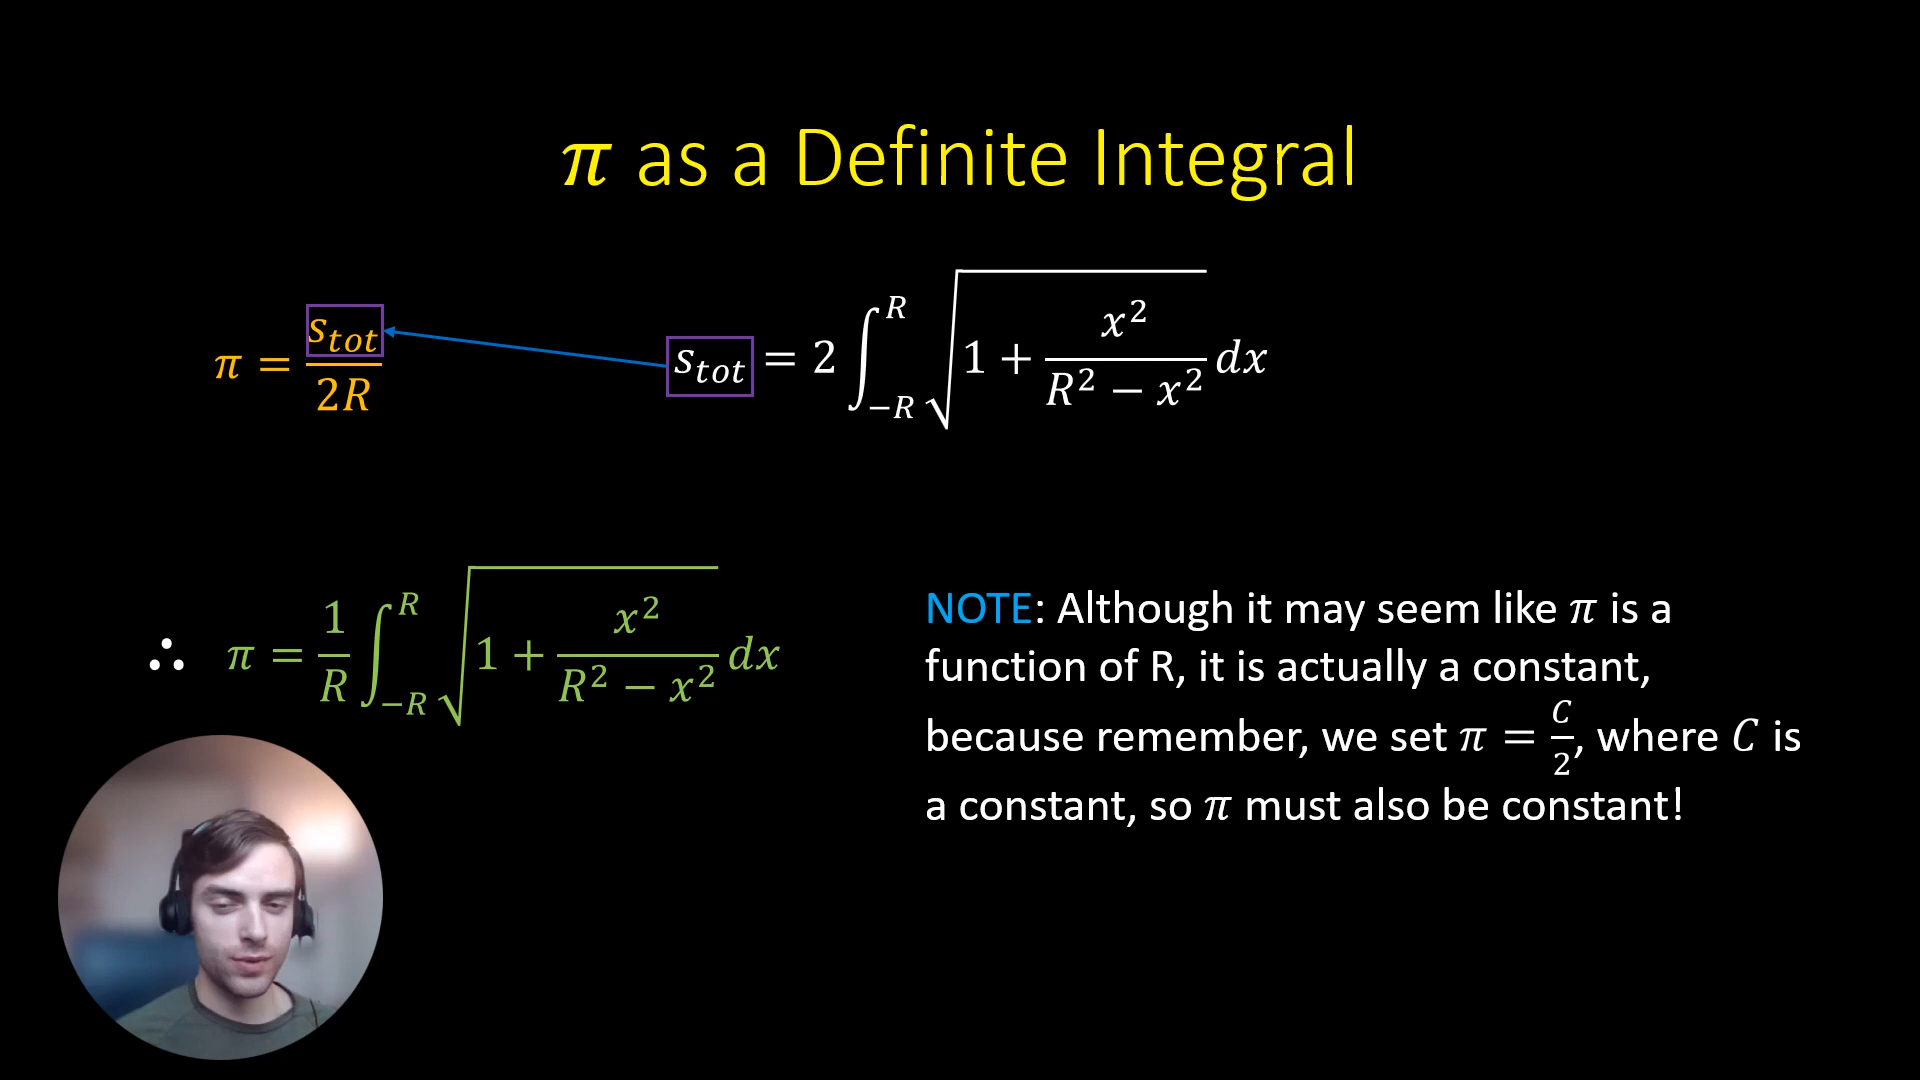 π as a Definite Integral
π = s_tot / 2R
s_tot = 2 ∫_{-R}^{R} √(1 + x² / (R² − x²)) dx
∴ π = 1/R ∫_{-R}^{R} √(1 + x² / (R² − x²)) dx
NOTE: Although it may seem like π is a
function of R, it is actually a constant,
because remember, we set π = C/2, where C is
a constant, so π must also be constant!